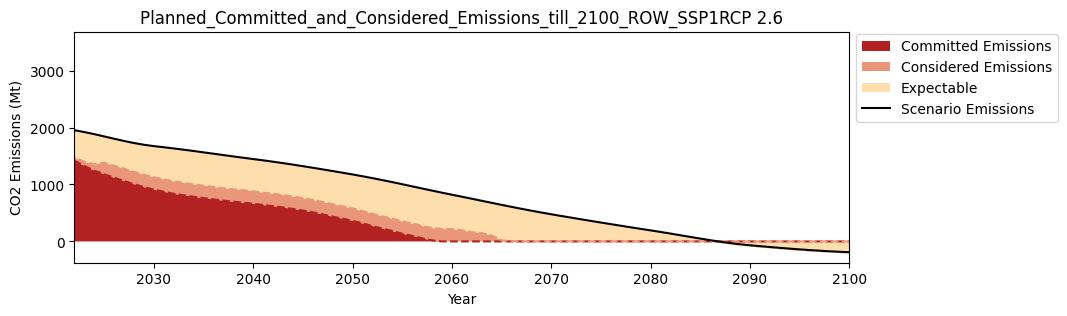 Planned_Committed_and_Considered_Emissions_till_2100_ROW_SSP1RCP 2.6
Committed Emissions
Considered Emissions
Expectable
Scenario Emissions
CO2 Emissions (Mt)
3000
2000
1000
0
2030 2040 2050 2060 2070 2080 2090 2100
Year